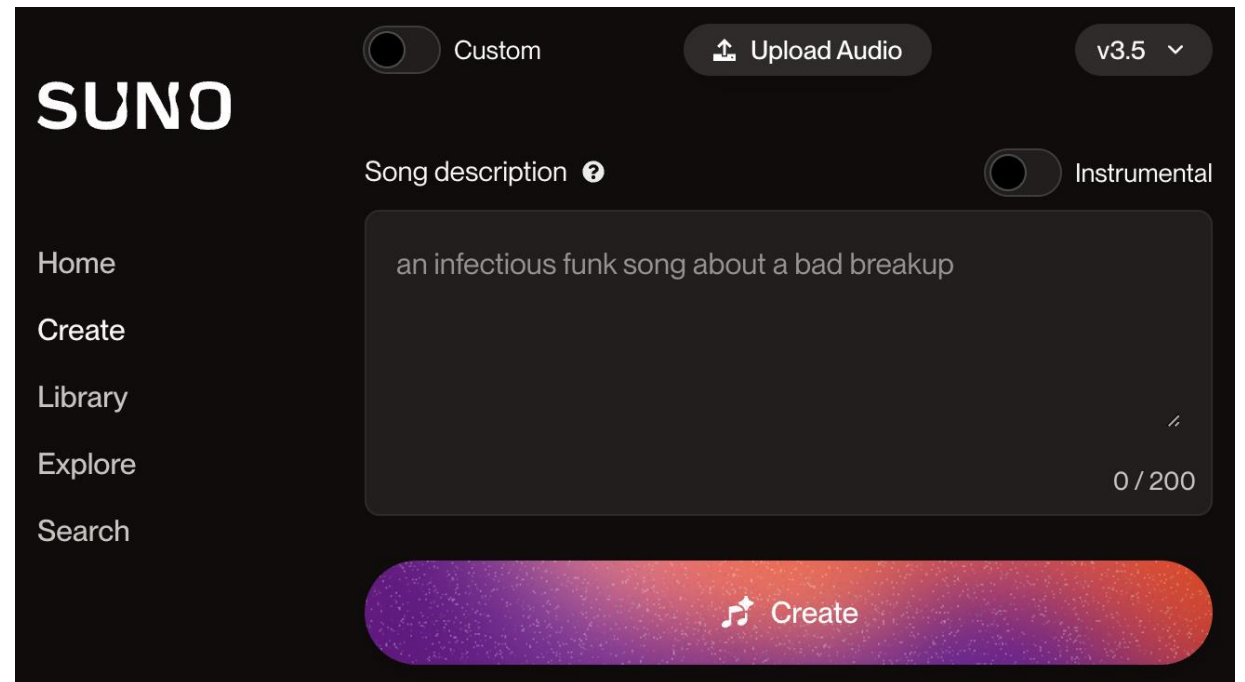 SUNO
Home
Create
Library
Explore
Search
Custom
Upload Audio
v3.5
Song description ?
Instrumental
an infectious funk song about a bad breakup
0 / 200
Create